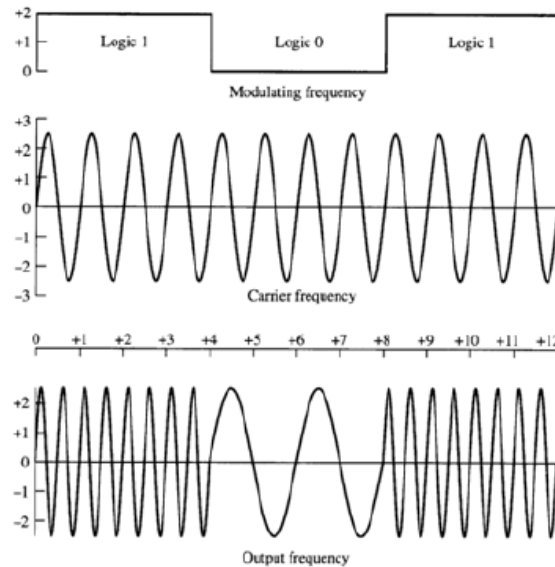 +2
Logic 1 Logic 0 Logic 1
0
Modulating frequency
+3
+2
+1
0
-1
-2
-3
Carrier frequency
0 +1 +2 +3 +4 +5 +6 +7 +8 +9 +10 +11 +12
+2
+1
0
-1
-2
Output frequency